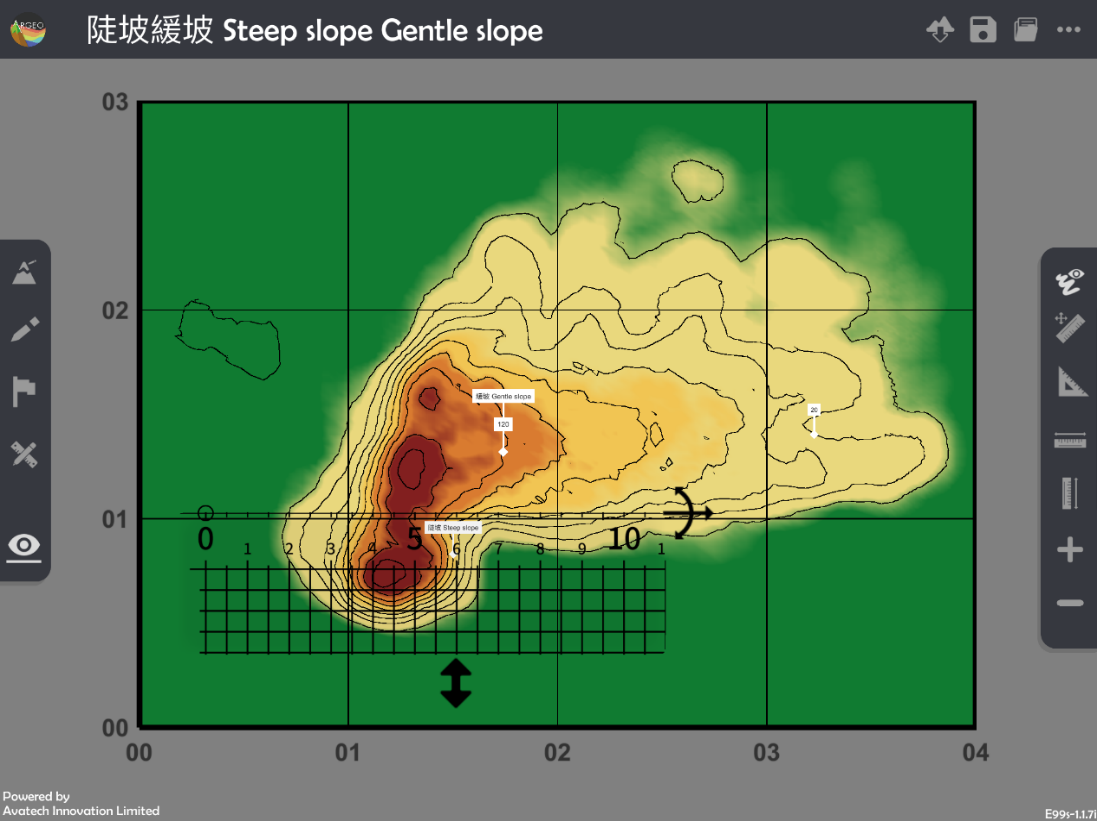 ARGEO
陡坡緩坡 Steep slope Gentle slope
03
02
緩坡 Gentle slope
20
120
01
陡坡 Steep slope
0 1 2 3 4 5 6 7 8 9 10 1
00
00 01 02 03 04
Powered by
Avatech Innovation Limited
E99s-1.1.7i